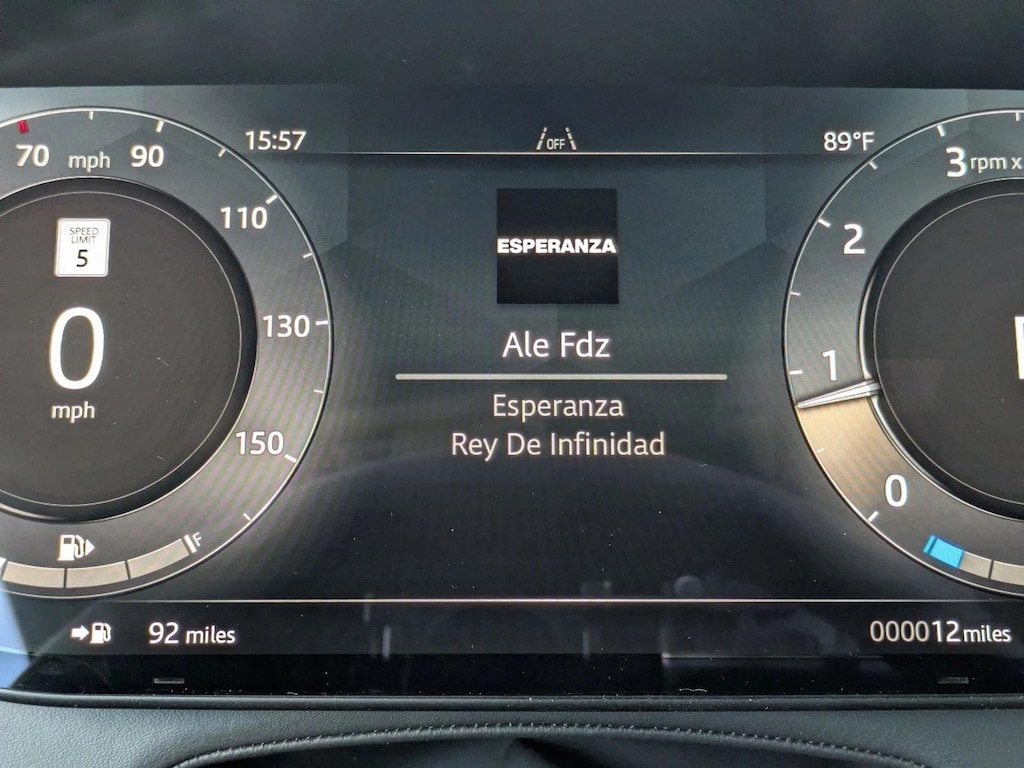 15:57
OFF
89°F
70 mph 90
110
130
150
SPEED
LIMIT
5
0
mph
ESPERANZA
Ale Fdz
Esperanza
Rey De Infinidad
3 rpm x
2
1
0
F
92 miles
000012 miles